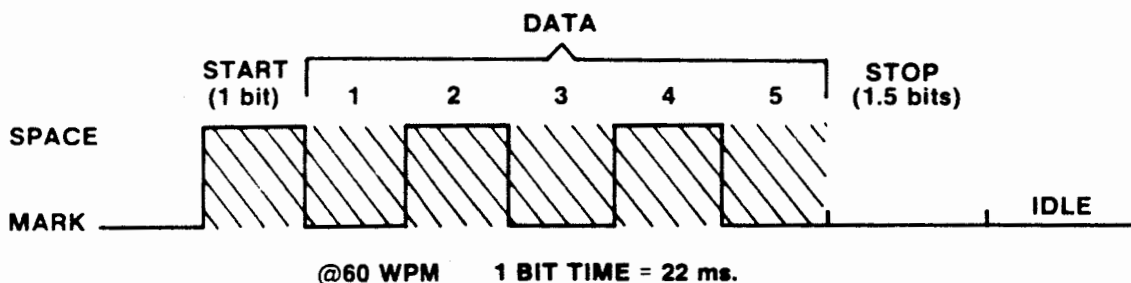 DATA
START
(1 bit)
1 2 3 4 5
STOP
(1.5 bits)
SPACE
MARK
IDLE
@60 WPM 1 BIT TIME = 22 ms.